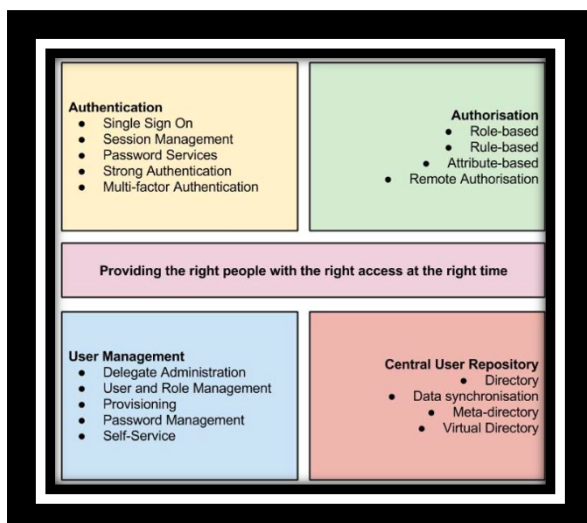 Authentication
● Single Sign On
● Session Management
● Password Services
● Strong Authentication
● Multi-factor Authentication
Authorisation
● Role-based
● Rule-based
● Attribute-based
● Remote Authorisation
Providing the right people with the right access at the right time
User Management
● Delegate Administration
● User and Role Management
● Provisioning
● Password Management
● Self-Service
Central User Repository
● Directory
● Data synchronisation
● Meta-directory
● Virtual Directory